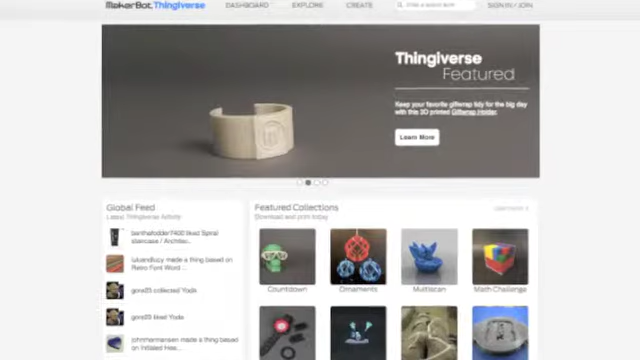 MakerBot. Thingiverse DASHBOARD EXPLORE CREATE SIGN IN / JOIN
Thingiverse
Featured
Keep your favorite giftwrap tidy for the big day
with this 3D printed Giftwrap Holder.
Learn More
Global Feed
Latest Thingiverse Activity
liked Spiral
staircase / Architec...
made a thing based on
Retro Font Word ...
gora23 collected Yoda
gora23 liked Yoda
made a thing based
on
Featured Collections
Download and print today
Countdown
Ornaments
Multiscan
Math Challenge